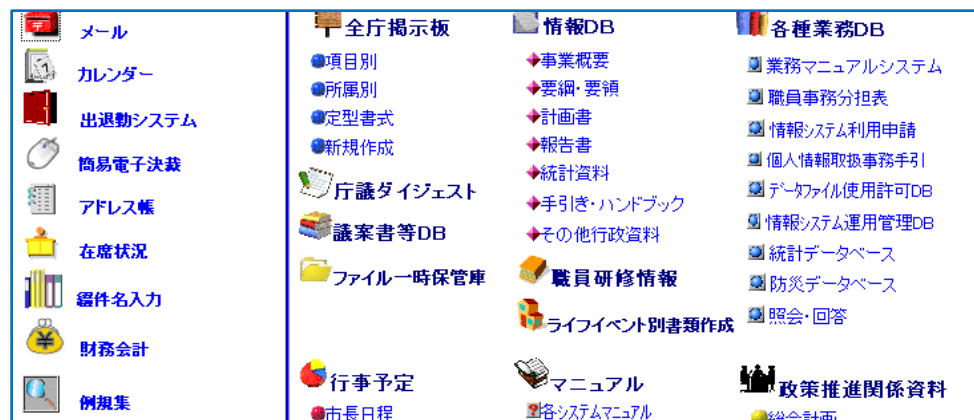 メール
カレンダー
出退勤システム
簡易電子決裁
アドレス帳
在席状況
綴件名入力
財務会計
例規集
全庁掲示板
項目別
所属別
定型書式
新規作成
庁議ダイジェスト
議案書等DB
ファイル一時保管庫
行事予定
市長日程
情報DB
事業概要
要綱・要領
計画書
報告書
統計資料
手引き・ハンドブック
その他行政資料
職員研修情報
ライフイベント別書類作成
マニュアル
各システムマニュアル
各種業務DB
業務マニュアルシステム
職員事務分担表
情報システム利用申請
個人情報取扱事務手引
データファイル使用許可DB
情報システム運用管理DB
統計データベース
防災データベース
照会・回答
政策推進関係資料
総合計画